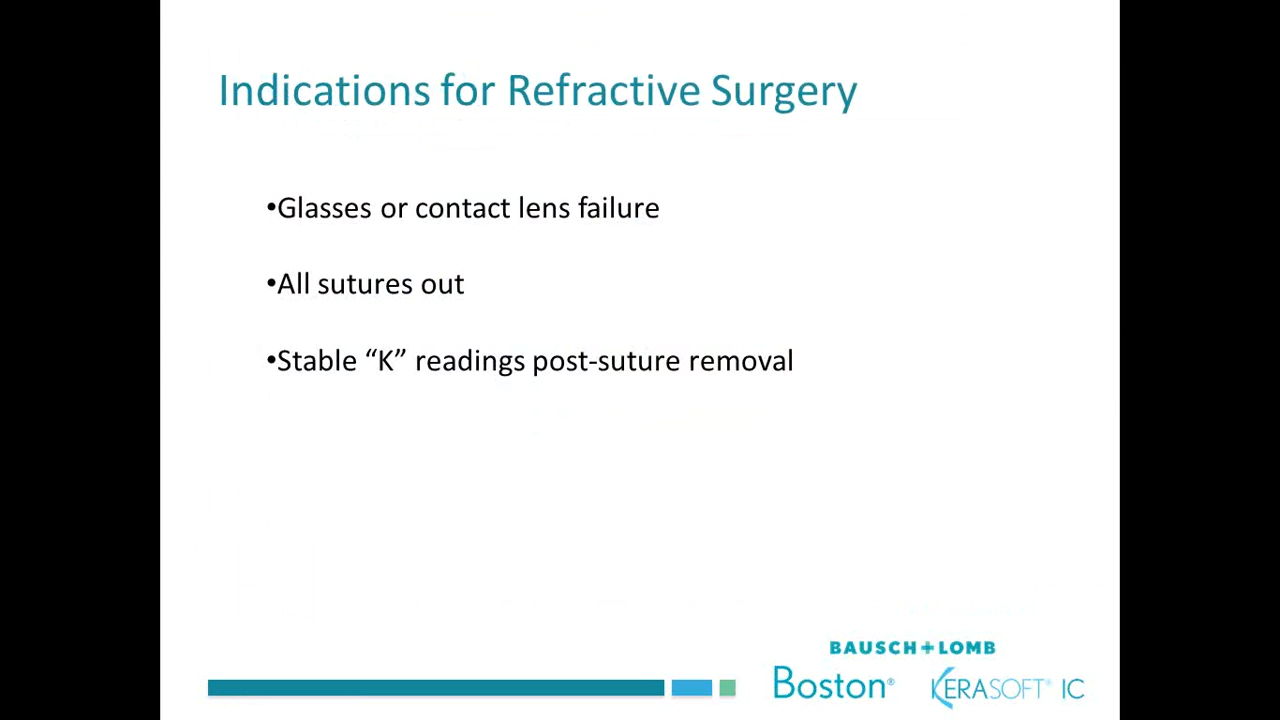 Indications for Refractive Surgery
•Glasses or contact lens failure
•All sutures out
•Stable “K” readings post-suture removal
BAUSCH+LOMB
Boston® KERASOFT® IC